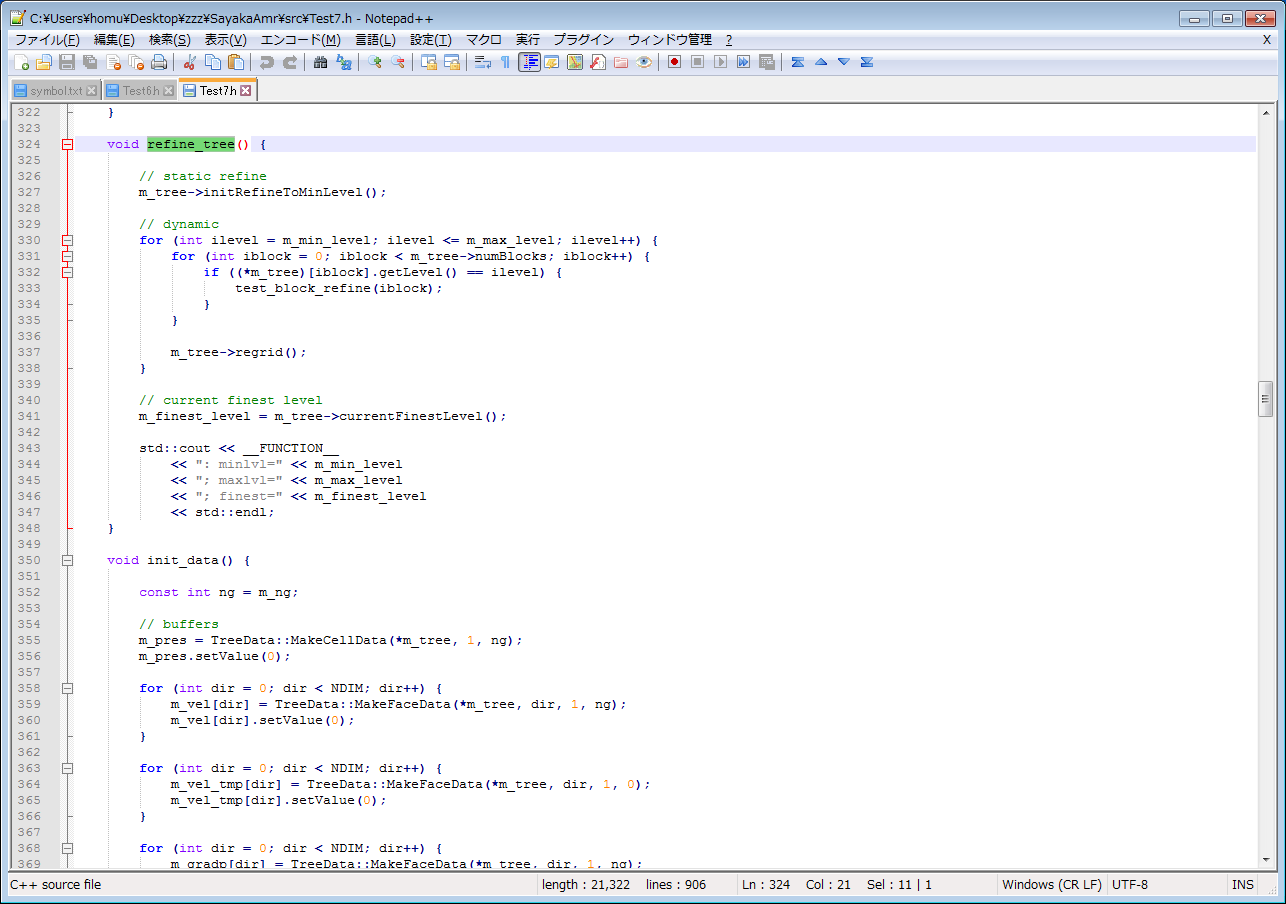 C:¥Users¥homu¥Desktop¥zzz¥SayakaAmr¥src¥Test7.h - Notepad++
ファイル(F) 編集(E) 検索(S) 表示(V) エンコード(M) 言語(L) 設定(T) マクロ 実行 プラグイン ウィンドウ管理 ? X
symbol.txt Test6.h Test7.h
322 }
323
324 void refine_tree() {
325
326 // static refine
327 m_tree->initRefineToMinLevel();
328
329 // dynamic
330 for (int ilevel = m_min_level; ilevel <= m_max_level; ilevel++) {
331 for (int iblock = 0; iblock < m_tree->numBlocks; iblock++) {
332 if ((*m_tree)[iblock].getLevel() == ilevel) {
333 test_block_refine(iblock);
334 }
335 }
336
337 m_tree->regrid();
338 }
339
340 // current finest level
341 m_finest_level = m_tree->currentFinestLevel();
342
343 std::cout << __FUNCTION__
344 << ": minlvl=" << m_min_level
345 << "; maxlvl=" << m_max_level
346 << "; finest=" << m_finest_level
347 << std::endl;
348 }
349
350 void init_data() {
351
352 const int ng = m_ng;
353
354 // buffers
355 m_pres = TreeData::MakeCellData(*m_tree, 1, ng);
356 m_pres.setValue(0);
357
358 for (int dir = 0; dir < NDIM; dir++) {
359 m_vel[dir] = TreeData::MakeFaceData(*m_tree, dir, 1, ng);
360 m_vel[dir].setValue(0);
361 }
362
363 for (int dir = 0; dir < NDIM; dir++) {
364 m_vel_tmp[dir] = TreeData::MakeFaceData(*m_tree, dir, 1, 0);
365 m_vel_tmp[dir].setValue(0);
366 }
367
368 for (int dir = 0; dir < NDIM; dir++) {
369 m_gradp[dir] = TreeData::MakeFaceData(*m_tree, dir, 1, ng);
C++ source file length : 21,322 lines : 906 Ln : 324 Col : 21 Sel : 11 | 1 Windows (CR LF) UTF-8 INS